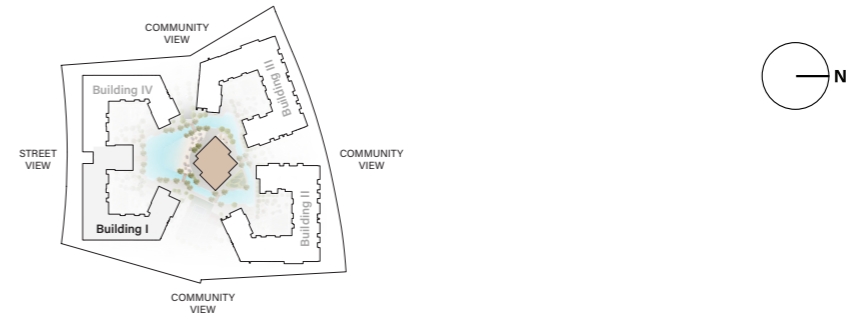 COMMUNITY
VIEW
Building III
Building IV
N
STREET
VIEW
COMMUNITY
VIEW
Building II
Building I
COMMUNITY
VIEW